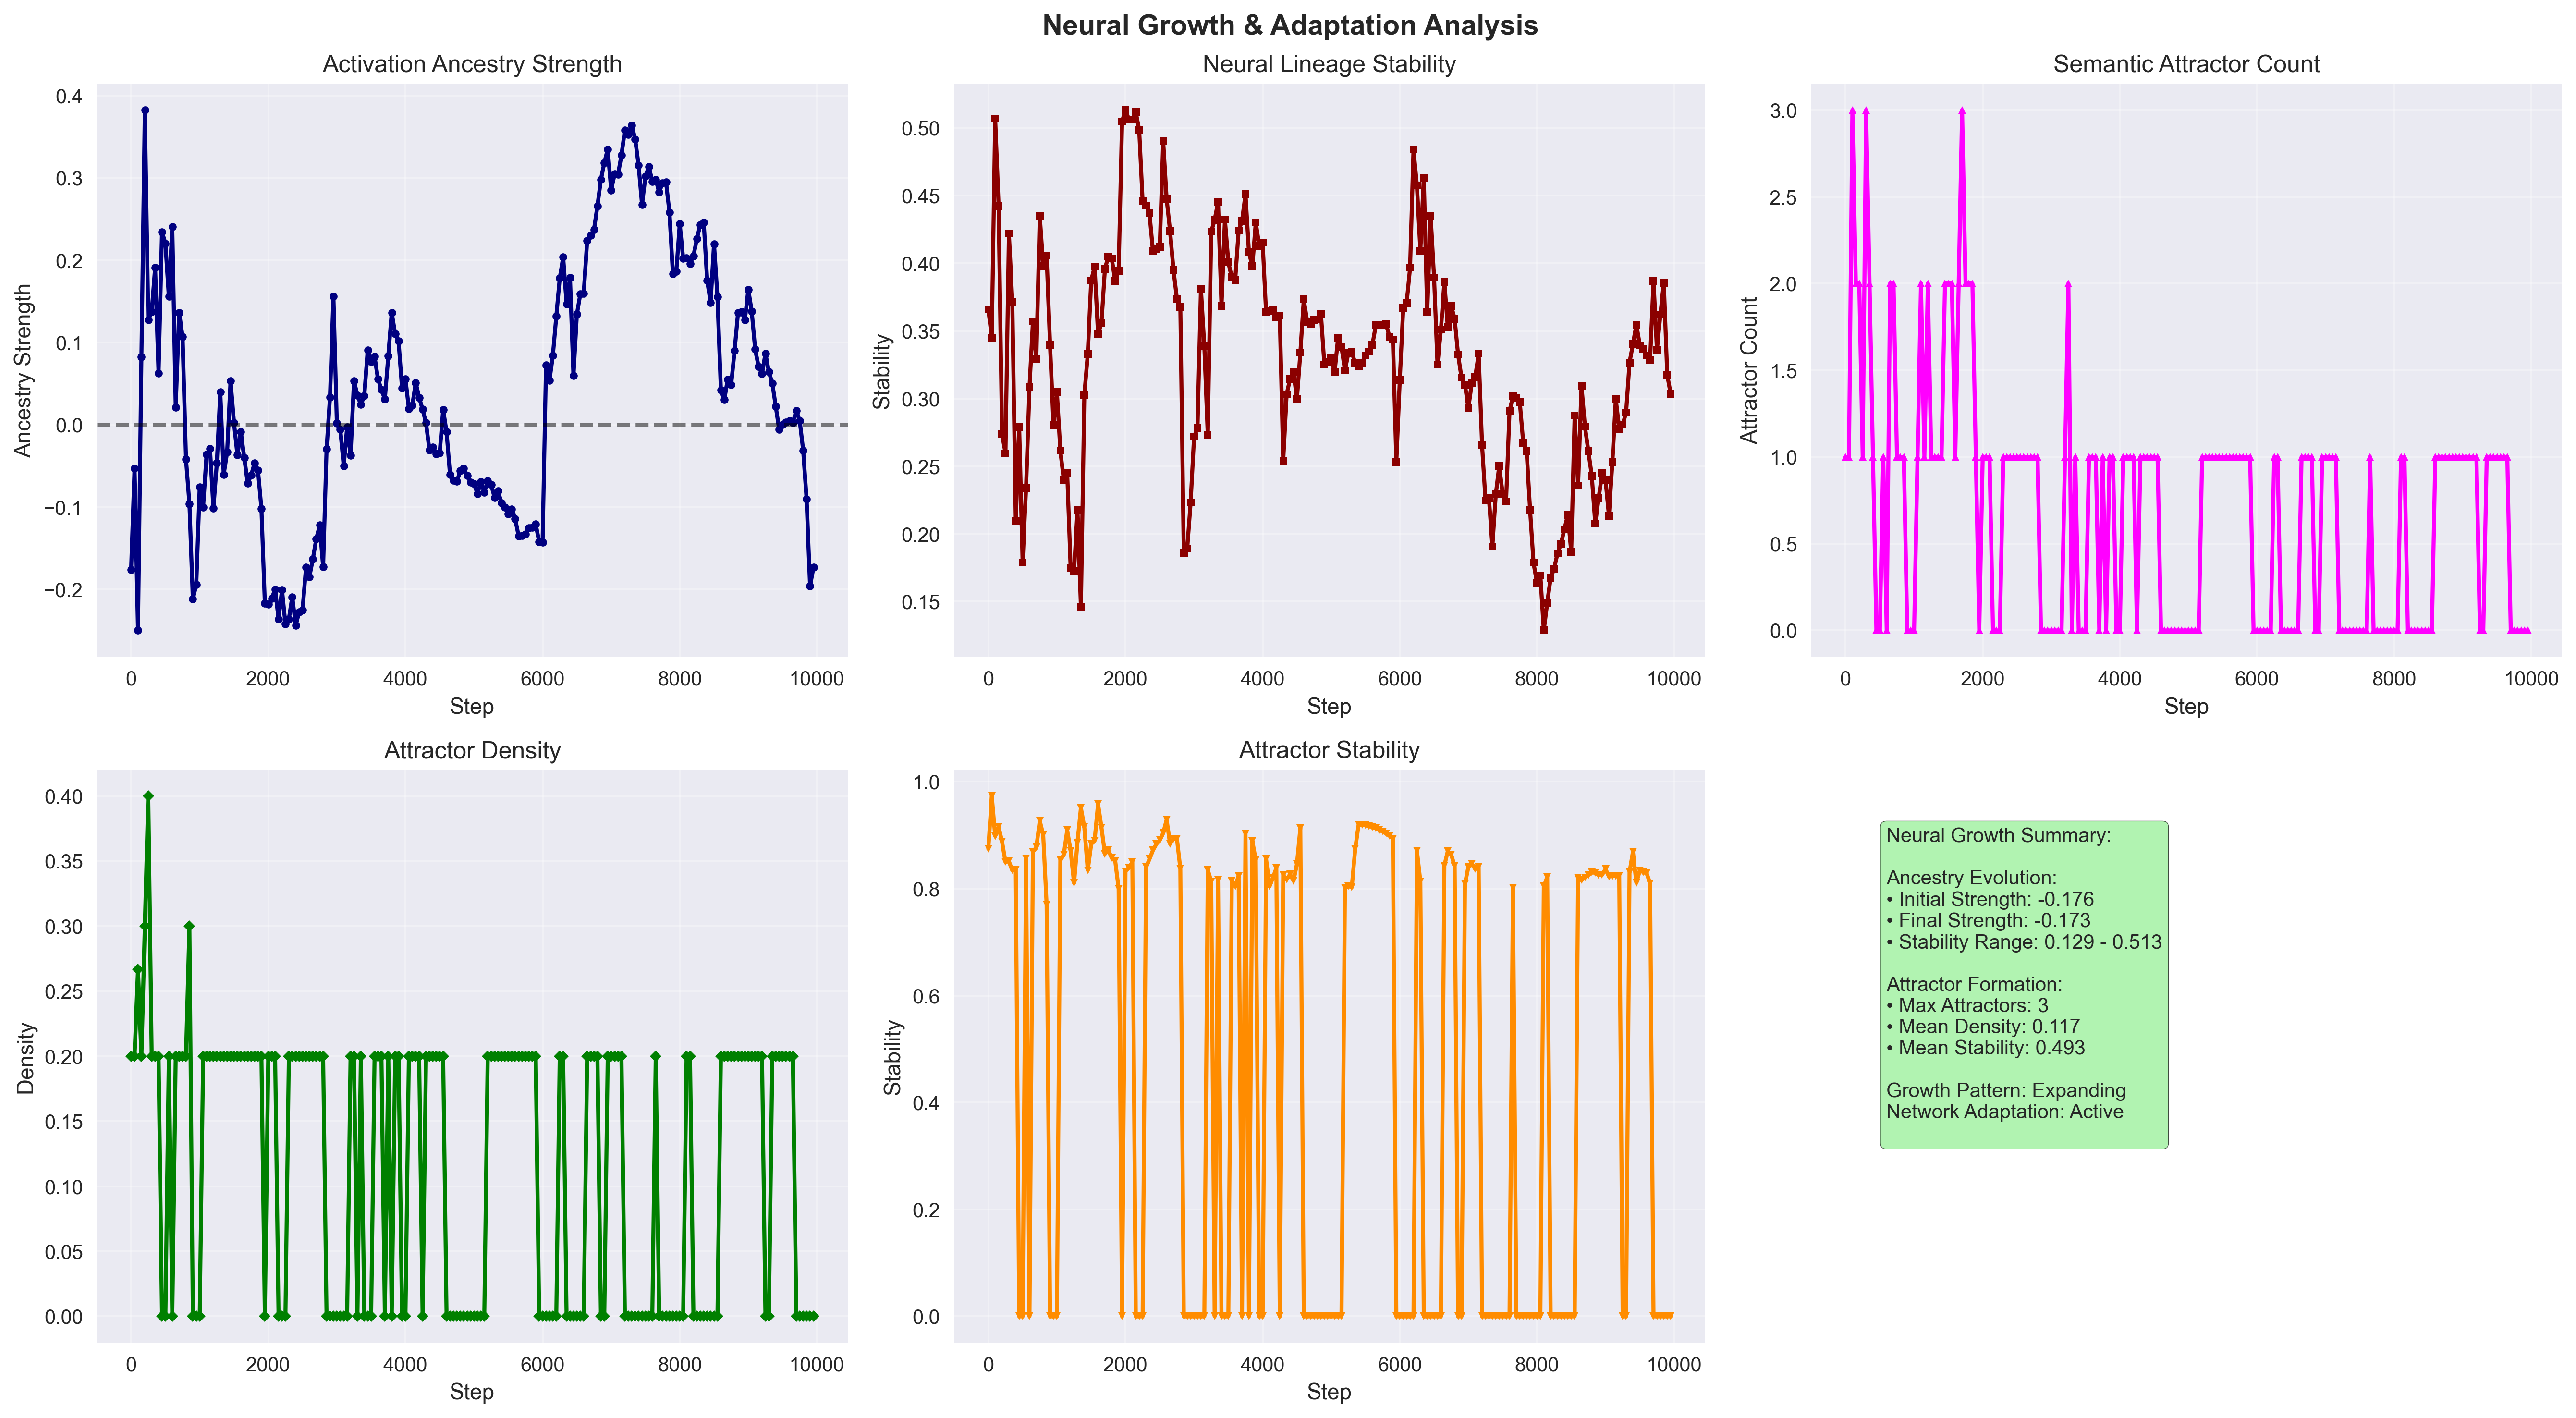 Neural Growth & Adaptation Analysis
Activation Ancestry Strength
0.4
0.3
0.2
0.1
0.0
−0.1
−0.2
Ancestry Strength
0 2000 4000 6000 8000 10000
Step
Neural Lineage Stability
0.50
0.45
0.40
0.35
0.30
0.25
0.20
0.15
Stability
0 2000 4000 6000 8000 10000
Step
Semantic Attractor Count
3.0
2.5
2.0
1.5
1.0
0.5
0.0
Attractor Count
0 2000 4000 6000 8000 10000
Step
Attractor Density
0.40
0.35
0.30
0.25
0.20
0.15
0.10
0.05
0.00
Density
0 2000 4000 6000 8000 10000
Step
Attractor Stability
1.0
0.8
0.6
0.4
0.2
0.0
Stability
0 2000 4000 6000 8000 10000
Step
Neural Growth Summary:
Ancestry Evolution:
• Initial Strength: -0.176
• Final Strength: -0.173
• Stability Range: 0.129 - 0.513
Attractor Formation:
• Max Attractors: 3
• Mean Density: 0.117
• Mean Stability: 0.493
Growth Pattern: Expanding
Network Adaptation: Active